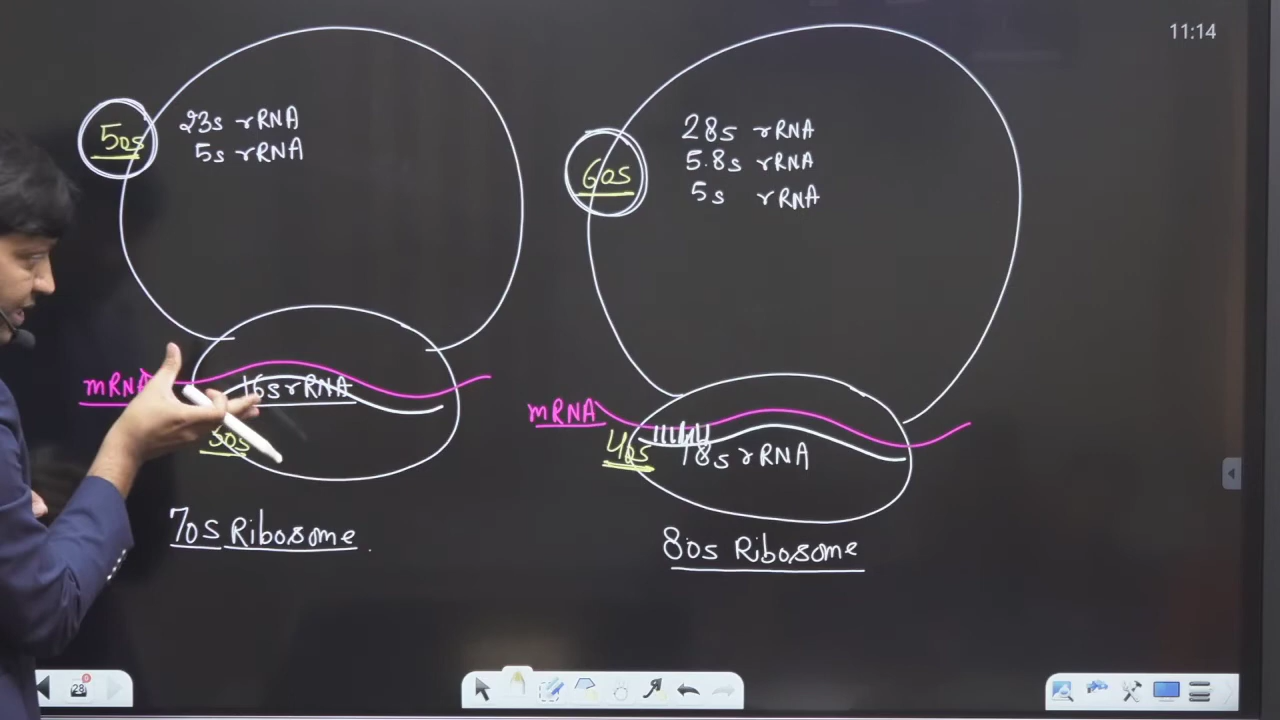 11:14
50s
23s rRNA
5s rRNA
60s
28s rRNA
5.8s rRNA
5s rRNA
mRNA
16s rRNA
30s
70s Ribosome
mRNA
40s
18s rRNA
80s Ribosome
28